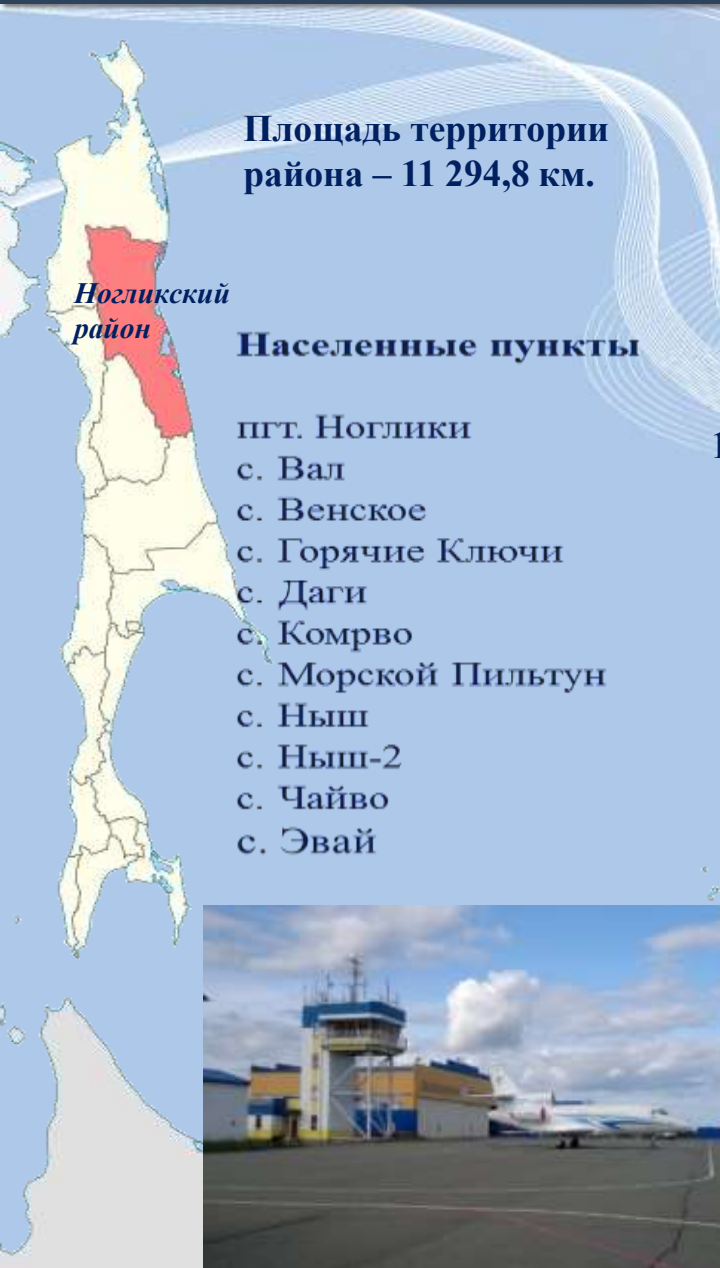 Площадь территории
района – 11 294,8 км.
Ногликский
район
Населенные пункты
пгт. Ноглики
с. Вал
с. Венское
с. Горячие Ключи
с. Даги
с. Комрво
с. Морской Пильтун
с. Ныш
с. Ныш-2
с. Чайво
с. Эвай